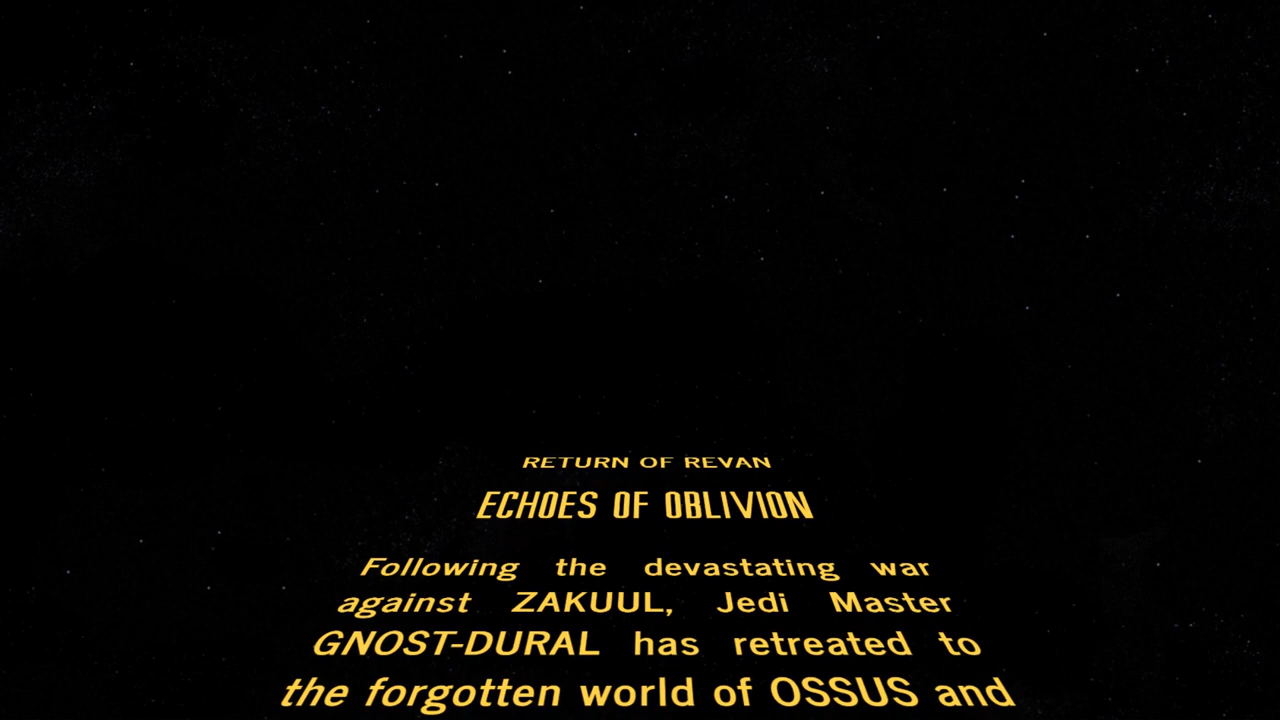 RETURN OF REVAN
ECHOES OF OBLIVION
Following the devastating war
against ZAKUUL, Jedi Master
GNOST-DURAL has retreated to
the forgotten world of OSSUS and